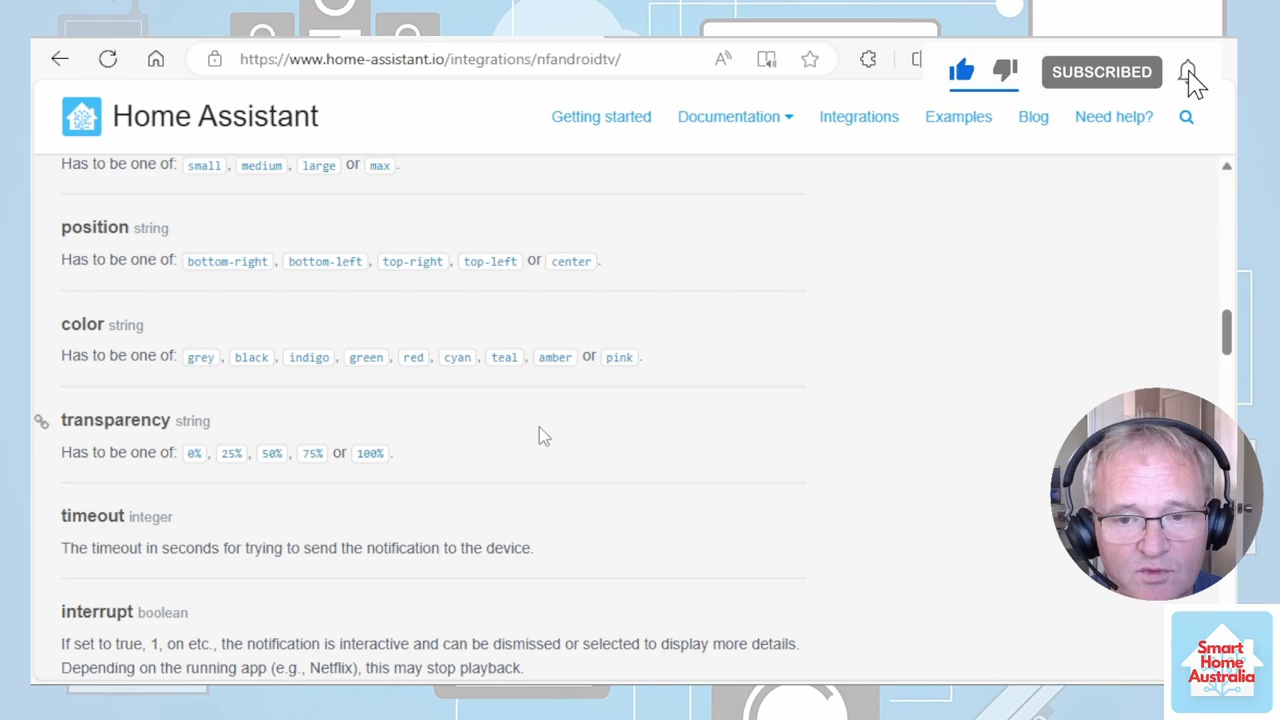 https://www.home-assistant.io/integrations/nfandroidtv/
SUBSCRIBED
Home Assistant
Getting started Documentation Integrations Examples Blog Need help?
Has to be one of: small, medium, large or max.
position string
Has to be one of: bottom-right, bottom-left, top-right, top-left or center.
color string
Has to be one of: grey, black, indigo, green, red, cyan, teal, amber or pink.
transparency string
Has to be one of: 0%, 25%, 50%, 75% or 100%.
timeout integer
The timeout in seconds for trying to send the notification to the device.
interrupt boolean
If set to true, 1, on etc., the notification is interactive and can be dismissed or selected to display more details.
Depending on the running app (e.g., Netflix), this may stop playback.
Smart
Home
Australia